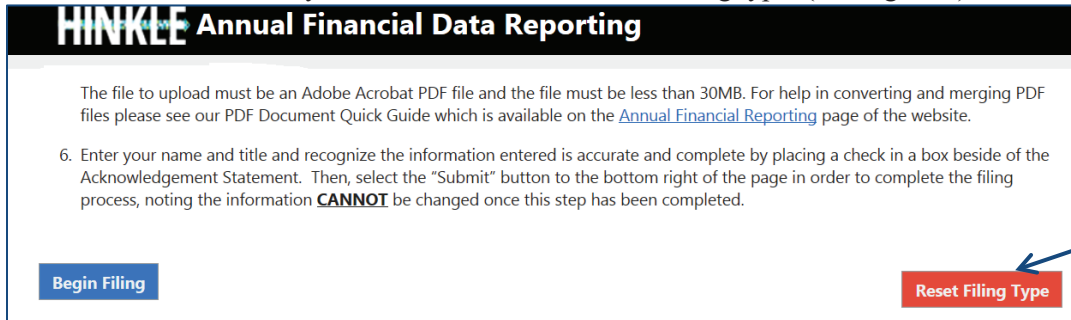 HINKLE Annual Financial Data Reporting
The file to upload must be an Adobe Acrobat PDF file and the file must be less than 30MB. For help in converting and merging PDF
files please see our PDF Document Quick Guide which is available on the Annual Financial Reporting page of the website.
6. Enter your name and title and recognize the information entered is accurate and complete by placing a check in a box beside of the
Acknowledgement Statement. Then, select the “Submit” button to the bottom right of the page in order to complete the filing
process, noting the information CANNOT be changed once this step has been completed.
Begin Filing
Reset Filing Type